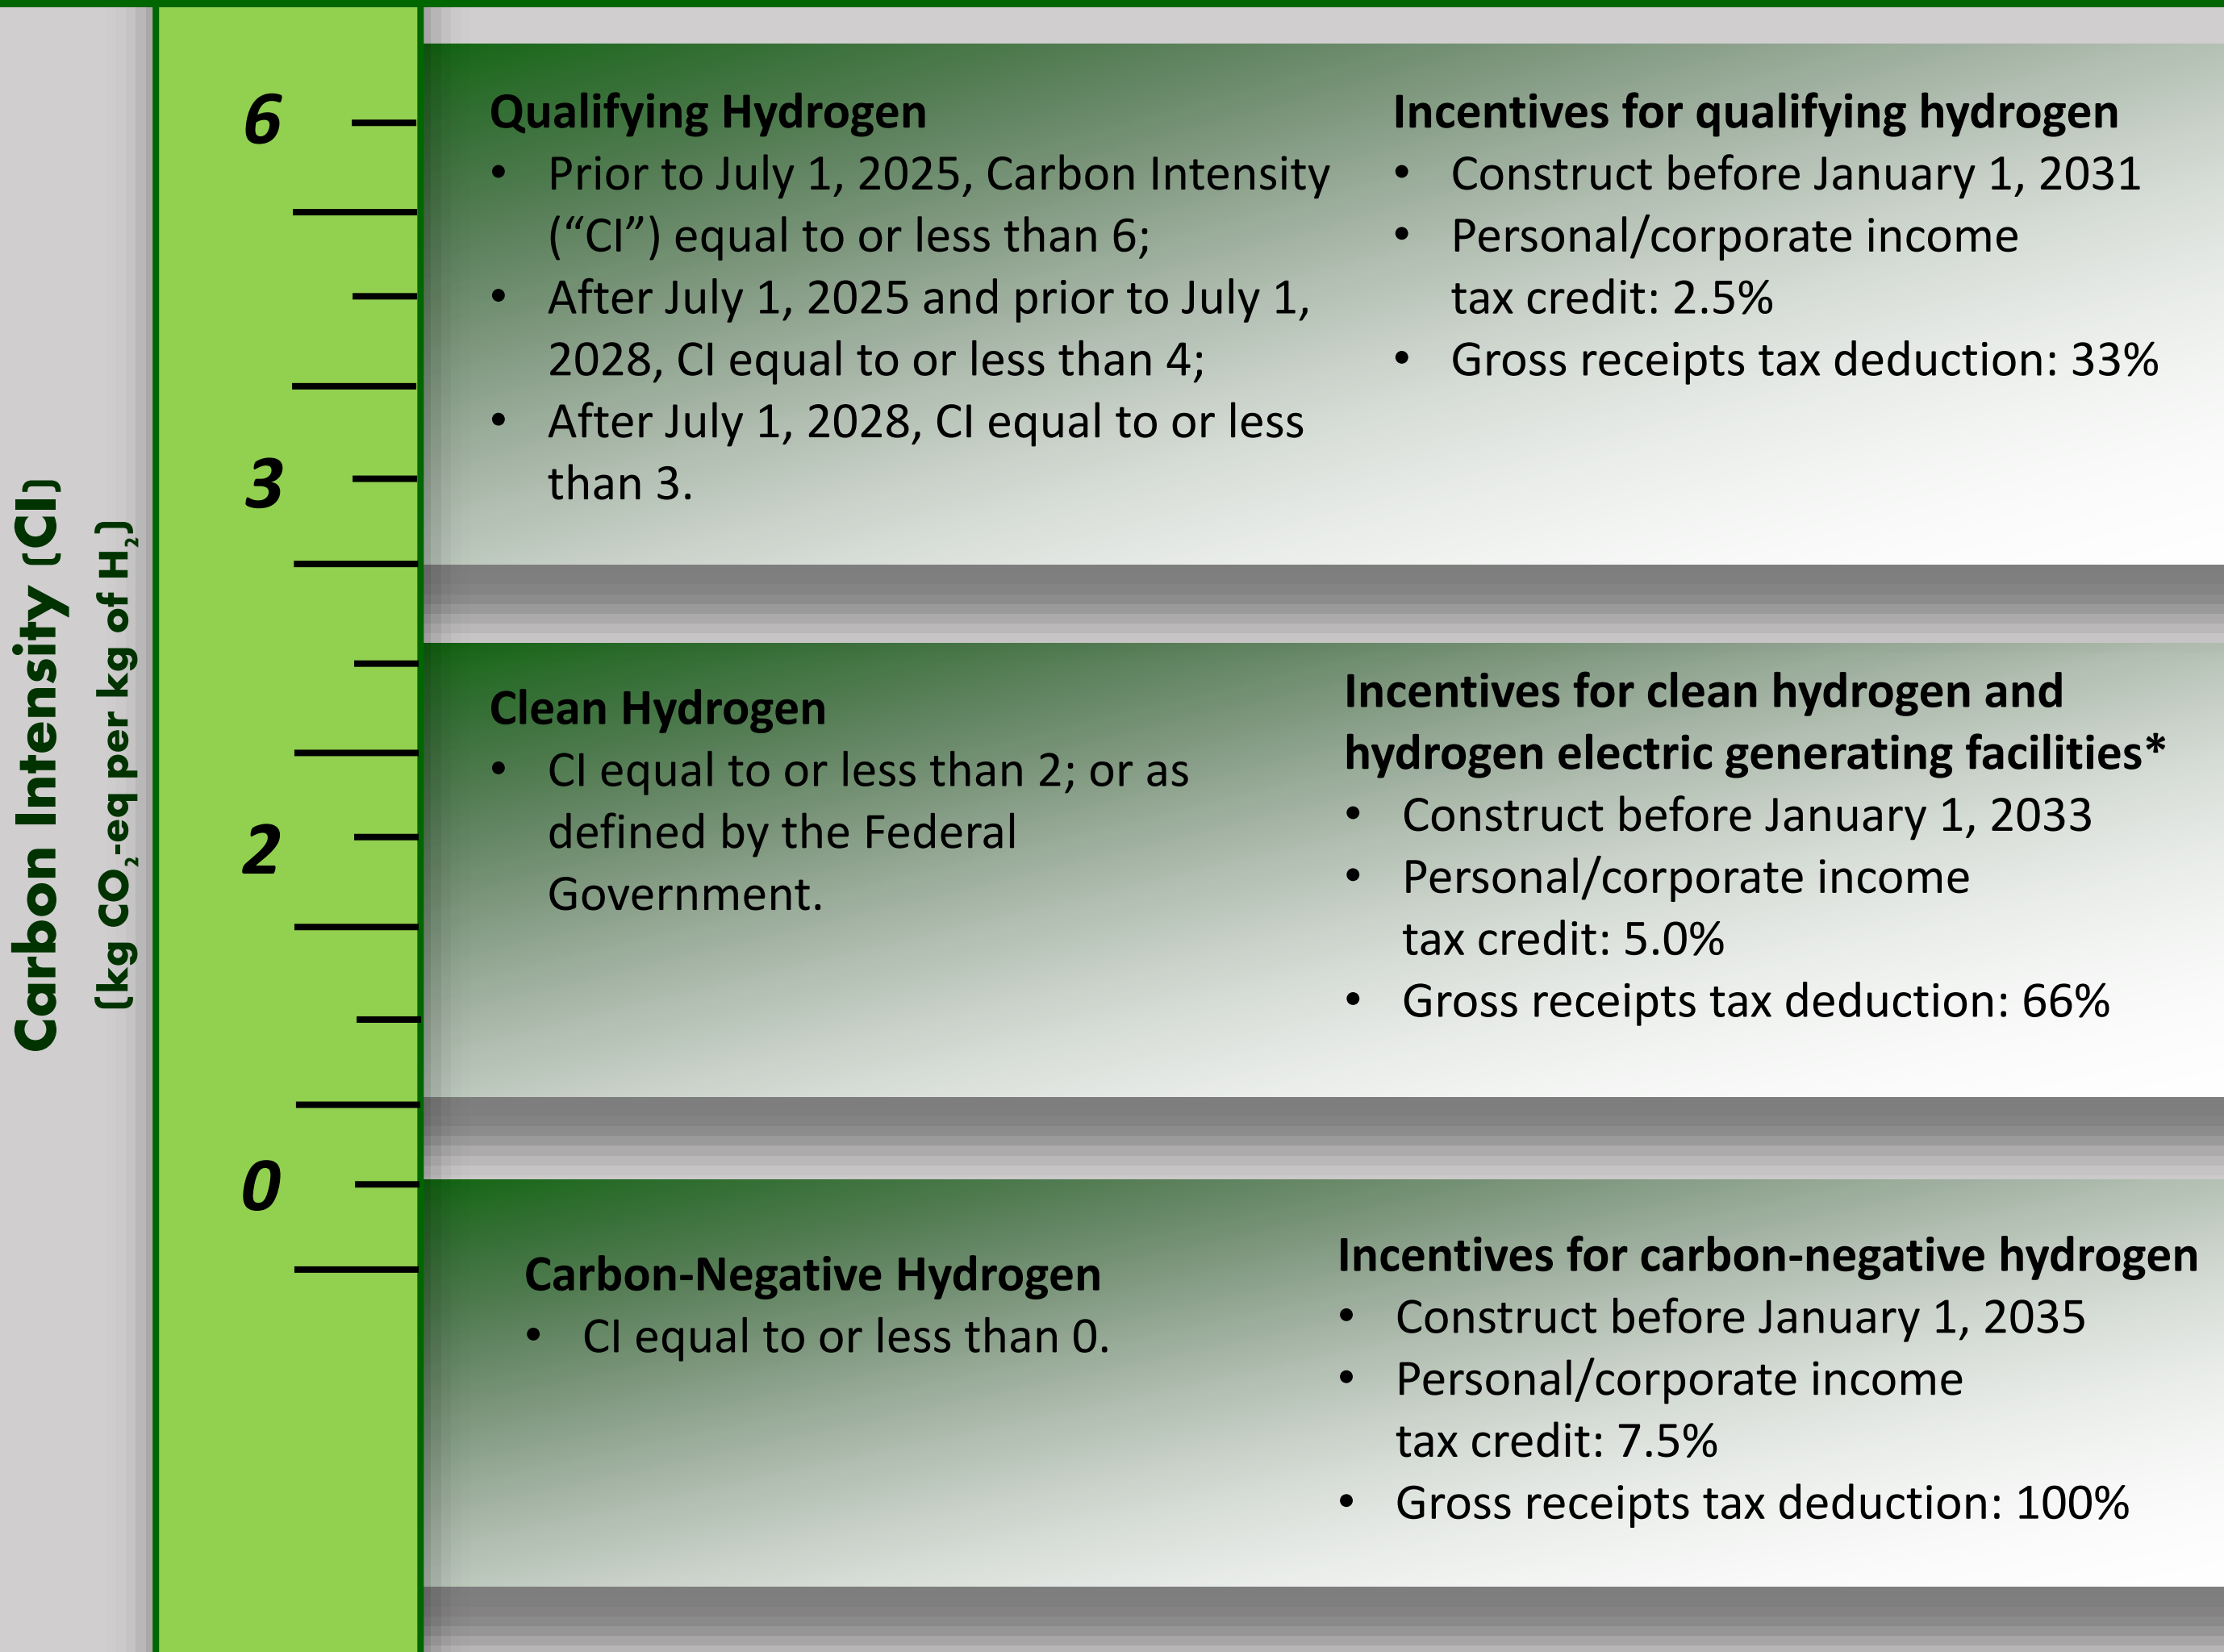 Carbon Intensity (CI)
(kg CO₂-eq per kg of H₂)
6
3
2
0
Qualifying Hydrogen
• Prior to July 1, 2025, Carbon Intensity
(“CI”) equal to or less than 6;
• After July 1, 2025 and prior to July 1,
2028, CI equal to or less than 4;
• After July 1, 2028, CI equal to or less
than 3.
Incentives for qualifying hydrogen
• Construct before January 1, 2031
• Personal/corporate income
tax credit: 2.5%
• Gross receipts tax deduction: 33%
Clean Hydrogen
• CI equal to or less than 2; or as
defined by the Federal
Government.
Incentives for clean hydrogen and
hydrogen electric generating facilities*
• Construct before January 1, 2033
• Personal/corporate income
tax credit: 5.0%
• Gross receipts tax deduction: 66%
Carbon-Negative Hydrogen
• CI equal to or less than 0.
Incentives for carbon-negative hydrogen
• Construct before January 1, 2035
• Personal/corporate income
tax credit: 7.5%
• Gross receipts tax deduction: 100%